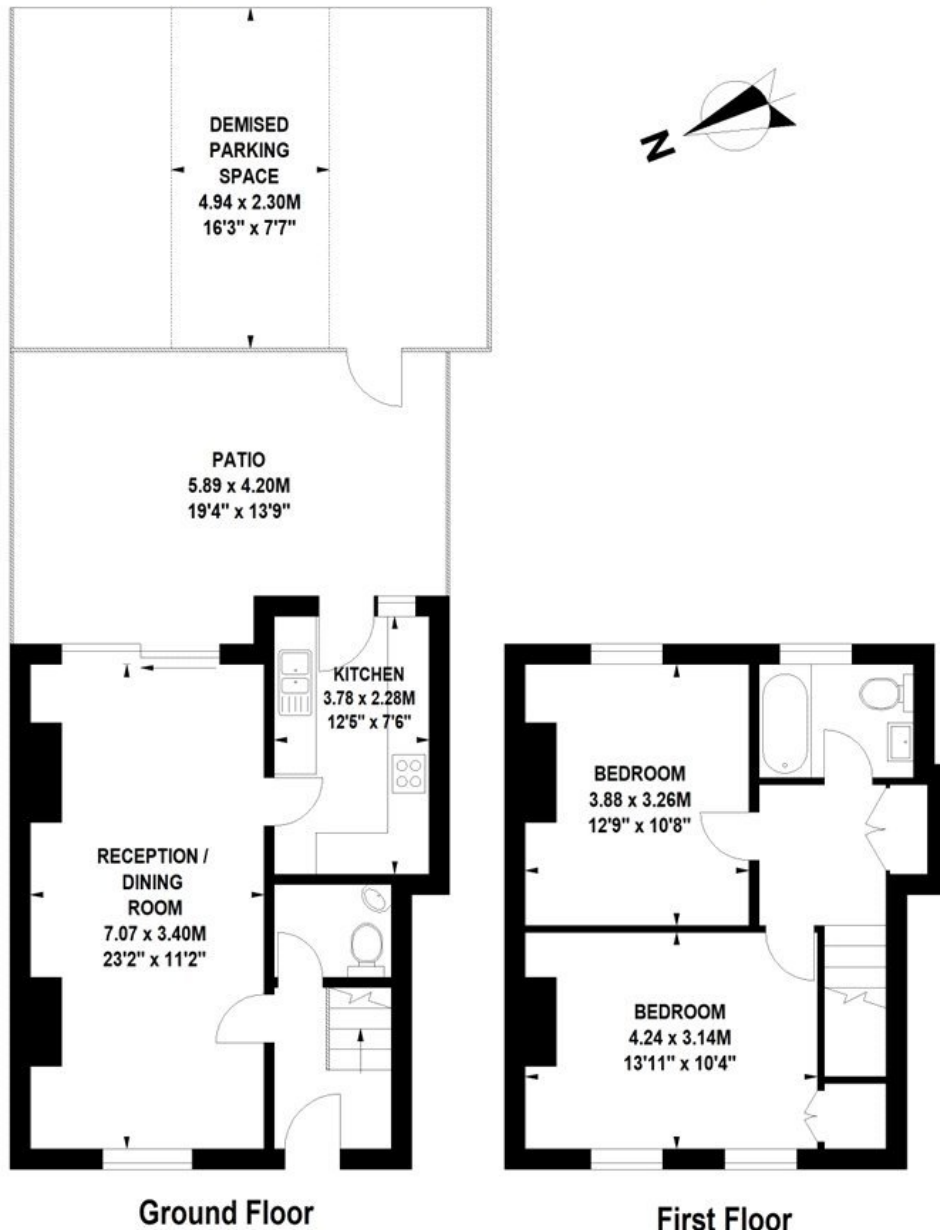 DEMISED
PARKING
SPACE
4.94 x 2.30M
16'3" x 7'7"
N
PATIO
5.89 x 4.20M
19'4" x 13'9"
KITCHEN
3.78 x 2.28M
12'5" x 7'6"
RECEPTION /
DINING
ROOM
7.07 x 3.40M
23'2" x 11'2"
BEDROOM
3.88 x 3.26M
12'9" x 10'8"
BEDROOM
4.24 x 3.14M
13'11" x 10'4"
Ground Floor
First Floor